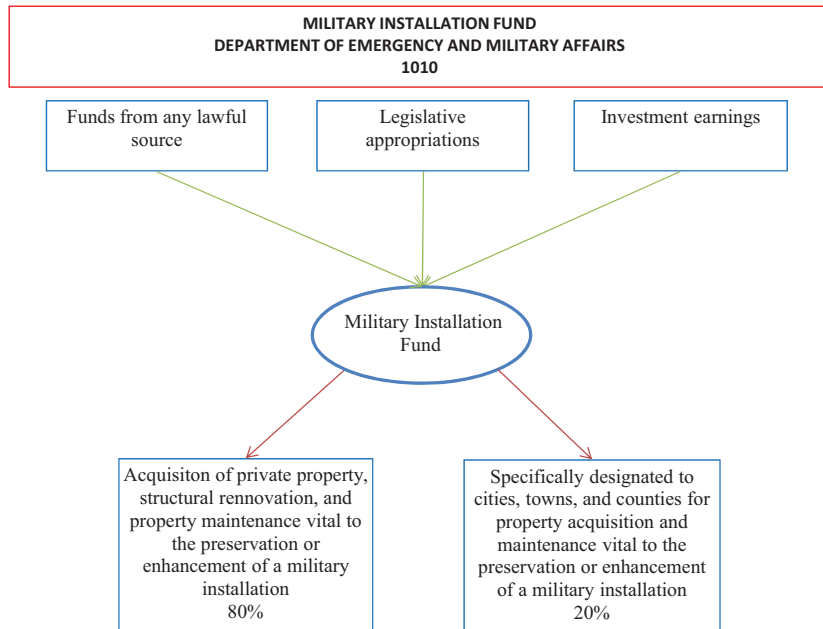 MILITARY INSTALLATION FUND
DEPARTMENT OF EMERGENCY AND MILITARY AFFAIRS
1010
Funds from any lawful
source
Legislative
appropriations
Investment earnings
Military Installation
Fund
Acquisiton of private property,
structural rennovation, and
property maintenance vital to
the preservation or
enhancement of a military
installation
80%
Specifically designated to
cities, towns, and counties for
property acquisition and
maintenance vital to the
preservation or enhancement
of a military installation
20%